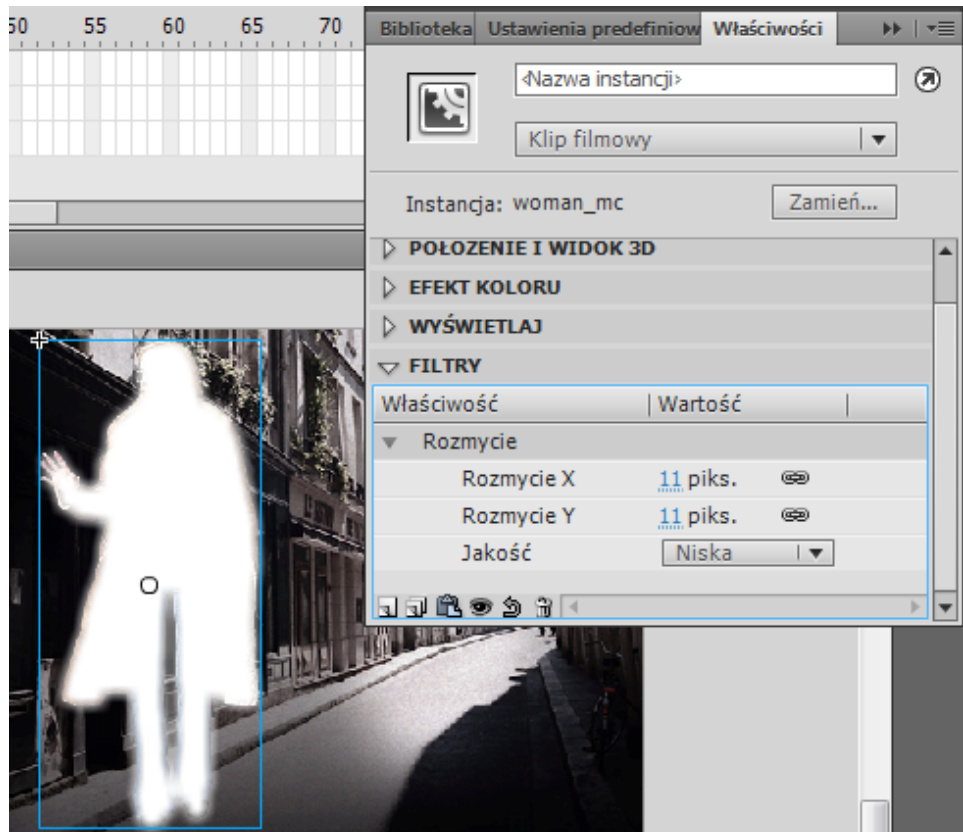 50 55 60 65 70
Biblioteka Ustawienia predefiniow Właściwości
<Nazwa instancji>
Klip filmowy
Instancja: woman_mc Zamień...
POŁOŻENIE I WIDOK 3D
EFEKT KOLORU
WYŚWIETLAJ
FILTRY
Właściwość Wartość
Rozmycie
Rozmycie X 11 piks.
Rozmycie Y 11 piks.
Jakość Niska